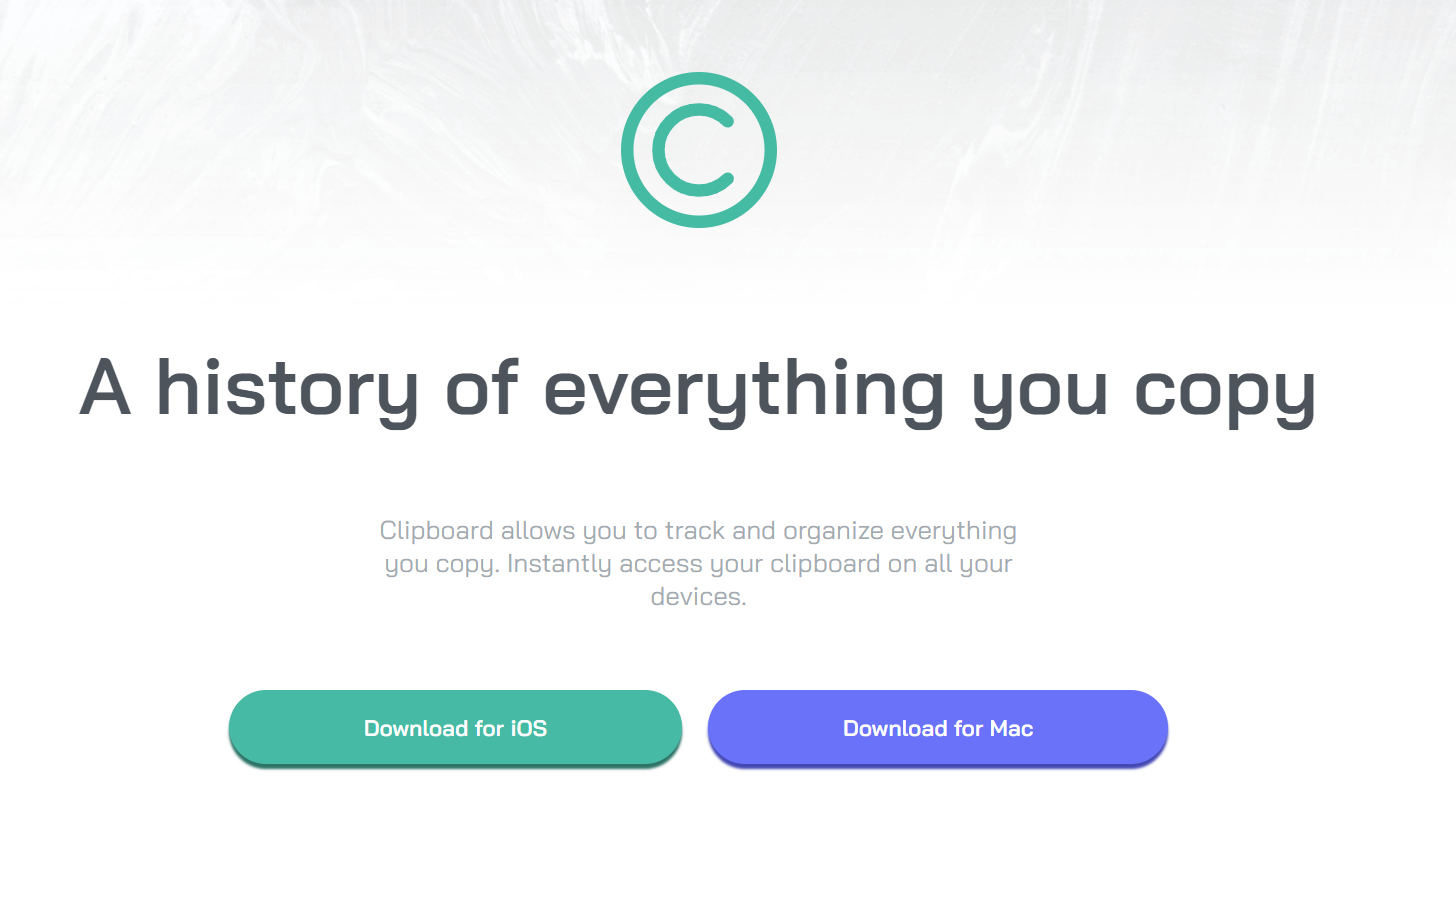 ©
A history of everything you copy
Clipboard allows you to track and organize everything
you copy. Instantly access your clipboard on all your
devices.
Download for iOS
Download for Mac